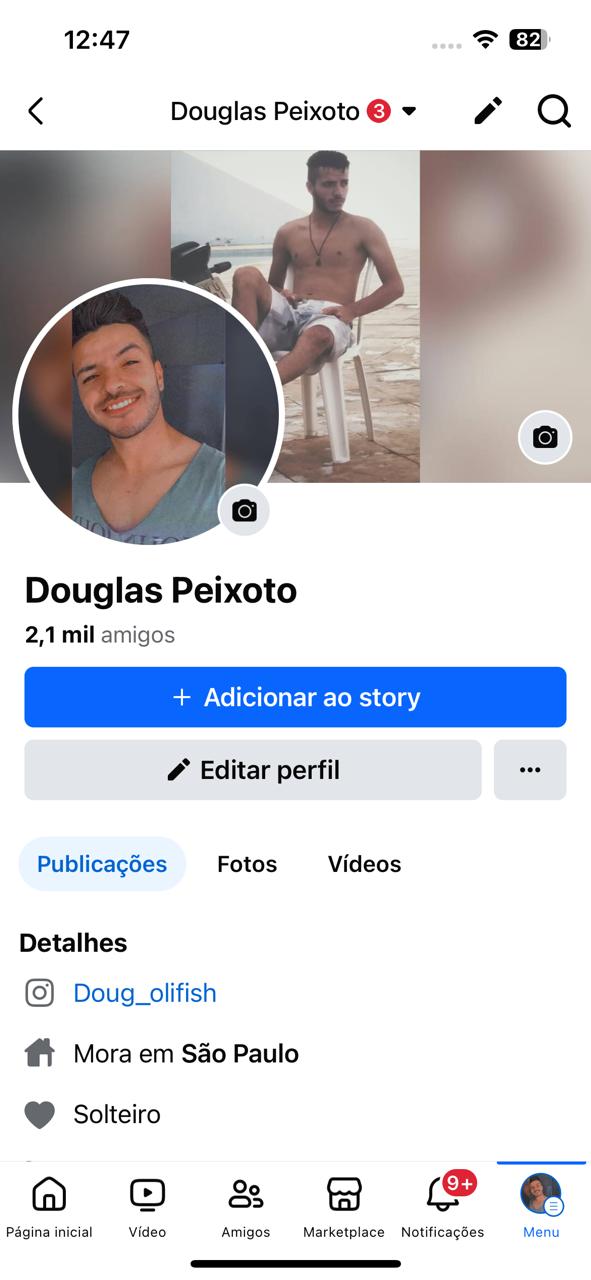 12:47
82
Douglas Peixoto 3
Douglas Peixoto
2,1 mil amigos
+ Adicionar ao story
Editar perfil
Publicações Fotos Vídeos
Detalhes
Doug_olifish
Mora em São Paulo
Solteiro
9+
Página inicial Vídeo Amigos Marketplace Notificações Menu